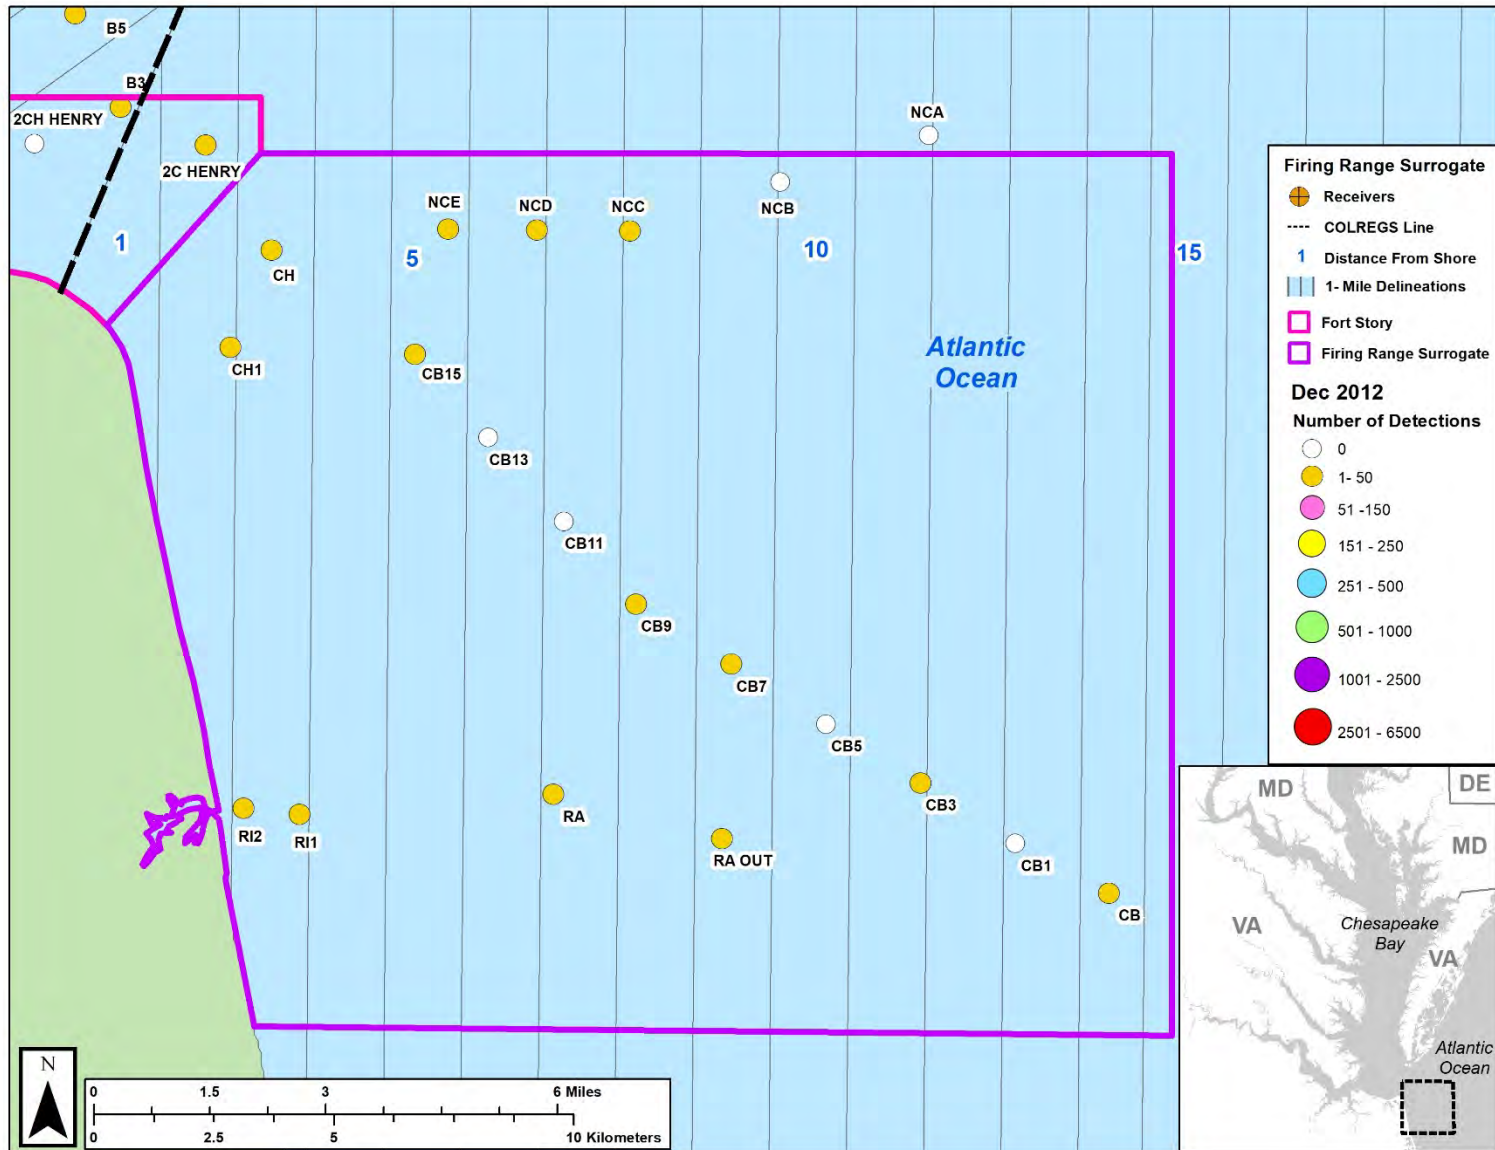 B5
B3
2CH HENRY
2C HENRY
NCA
NCB
NCE
NCD
NCC
1
5
10
15
CH
CH1
CB15
Atlantic
Ocean
CB13
CB11
CB9
CB7
CB5
CB3
CB1
CB
RI2
RI1
RA
RA OUT
Firing Range Surrogate
Receivers
COLREGS Line
1 Distance From Shore
1- Mile Delineations
Fort Story
Firing Range Surrogate
Dec 2012
Number of Detections
0
1- 50
51 -150
151 - 250
251 - 500
501 - 1000
1001 - 2500
2501 - 6500
MD
DE
MD
VA
Chesapeake
Bay
VA
Atlantic
Ocean
N
0 1.5 3 6 Miles
0 2.5 5 10 Kilometers